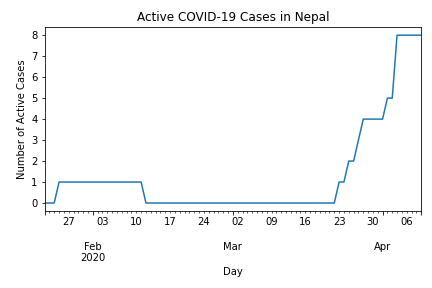 Active COVID-19 Cases in Nepal
Number of Active Cases
8
7
6
5
4
3
2
1
0
27 03 10 17 24 02 09 16 23 30 06
Feb Mar Apr
2020
Day